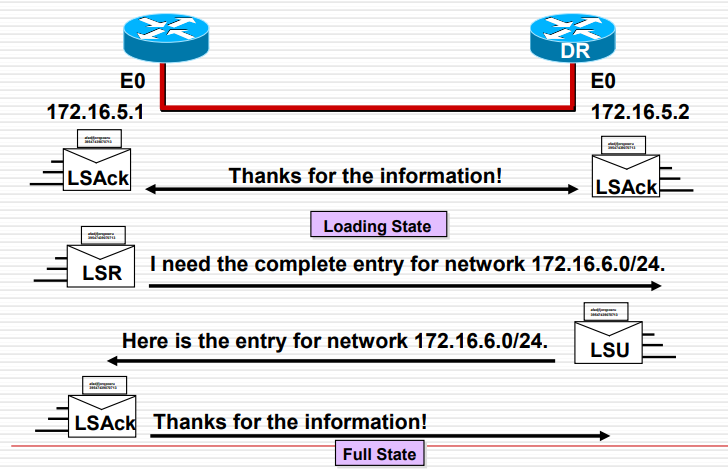 DR
E0
E0
172.16.5.1
172.16.5.2
LSAck
Thanks for the information!
LSAck
Loading State
LSR
I need the complete entry for network 172.16.6.0/24.
Here is the entry for network 172.16.6.0/24.
LSU
LSAck
Thanks for the information!
Full State